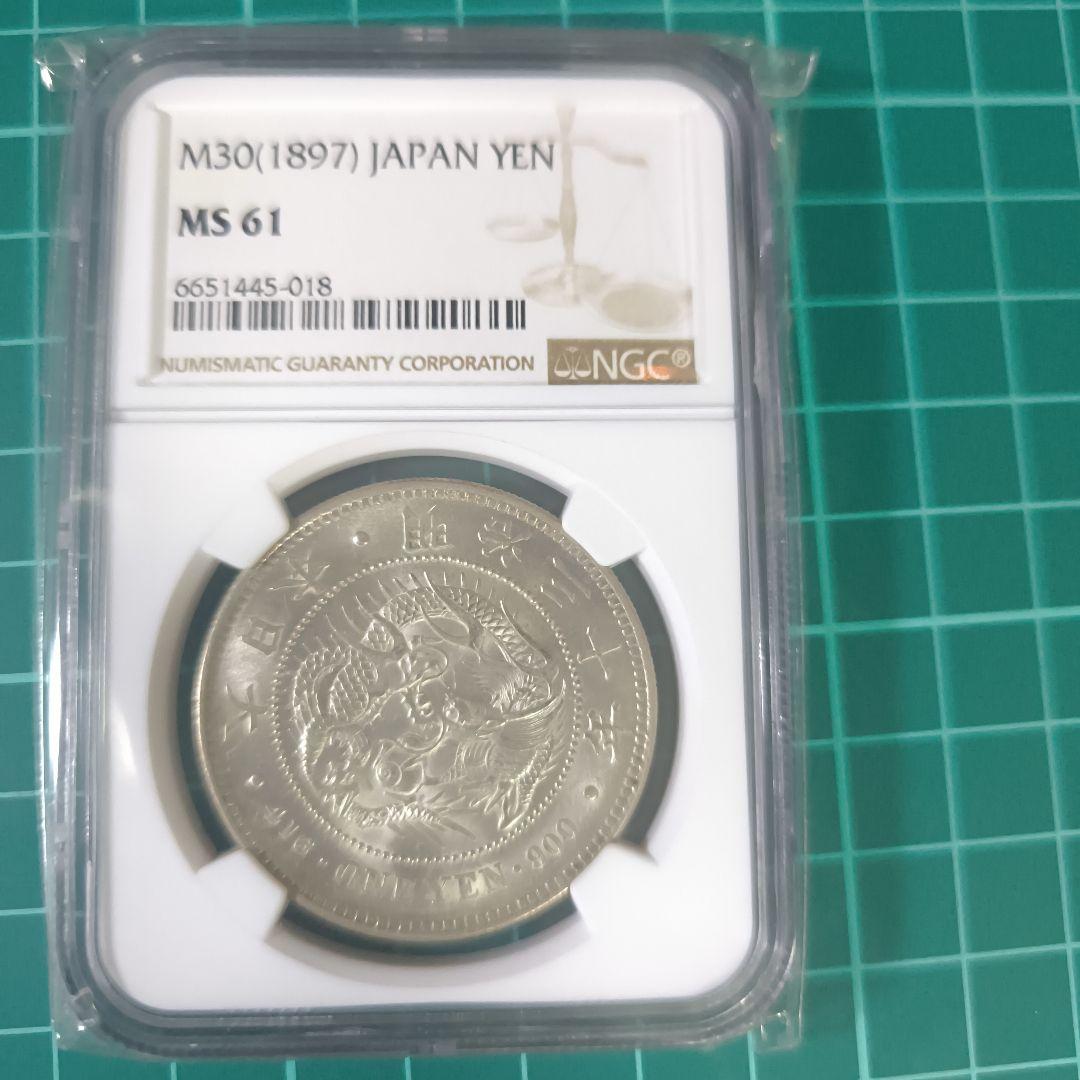 M30(1897) JAPAN YEN
MS 61
6651445-018
NUMISMATIC GUARANTY CORPORATION
NGC®
大日本・明治三十年・
416・ONE YEN・900